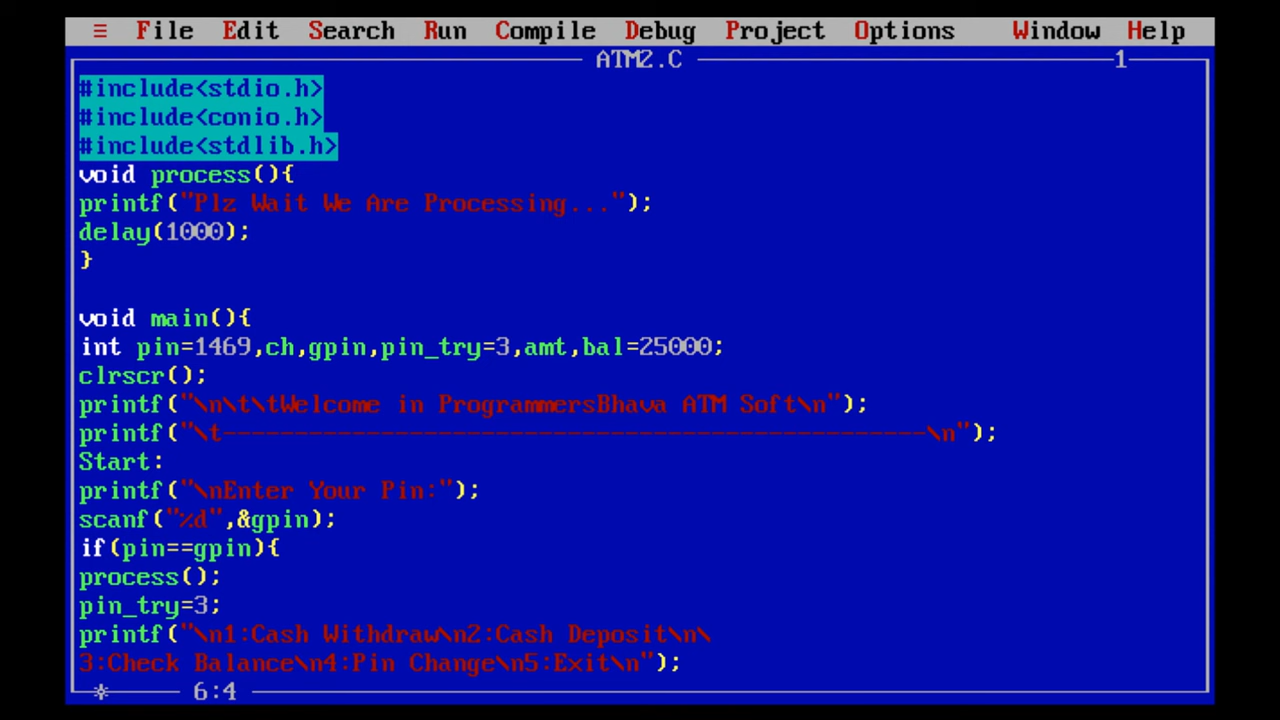 ≡ File Edit Search Run Compile Debug Project Options Window Help
ATM2.C 1
#include<stdio.h>
#include<conio.h>
#include<stdlib.h>
void process(){
printf("Plz Wait We Are Processing...");
delay(1000);
}
void main(){
int pin=1469,ch,gpin,pin_try=3,amt,bal=25000;
clrscr();
printf("\n\t\tWelcome in ProgrammersBhava ATM Soft\n");
printf("\t-------------------------------------------------\n");
Start:
printf("\nEnter Your Pin:");
scanf("%d",&gpin);
if(pin==gpin){
process();
pin_try=3;
printf("\n1:Cash Withdraw\n2:Cash Deposit\n\
3:Check Balance\n4:Pin Change\n5:Exit\n");
6:4